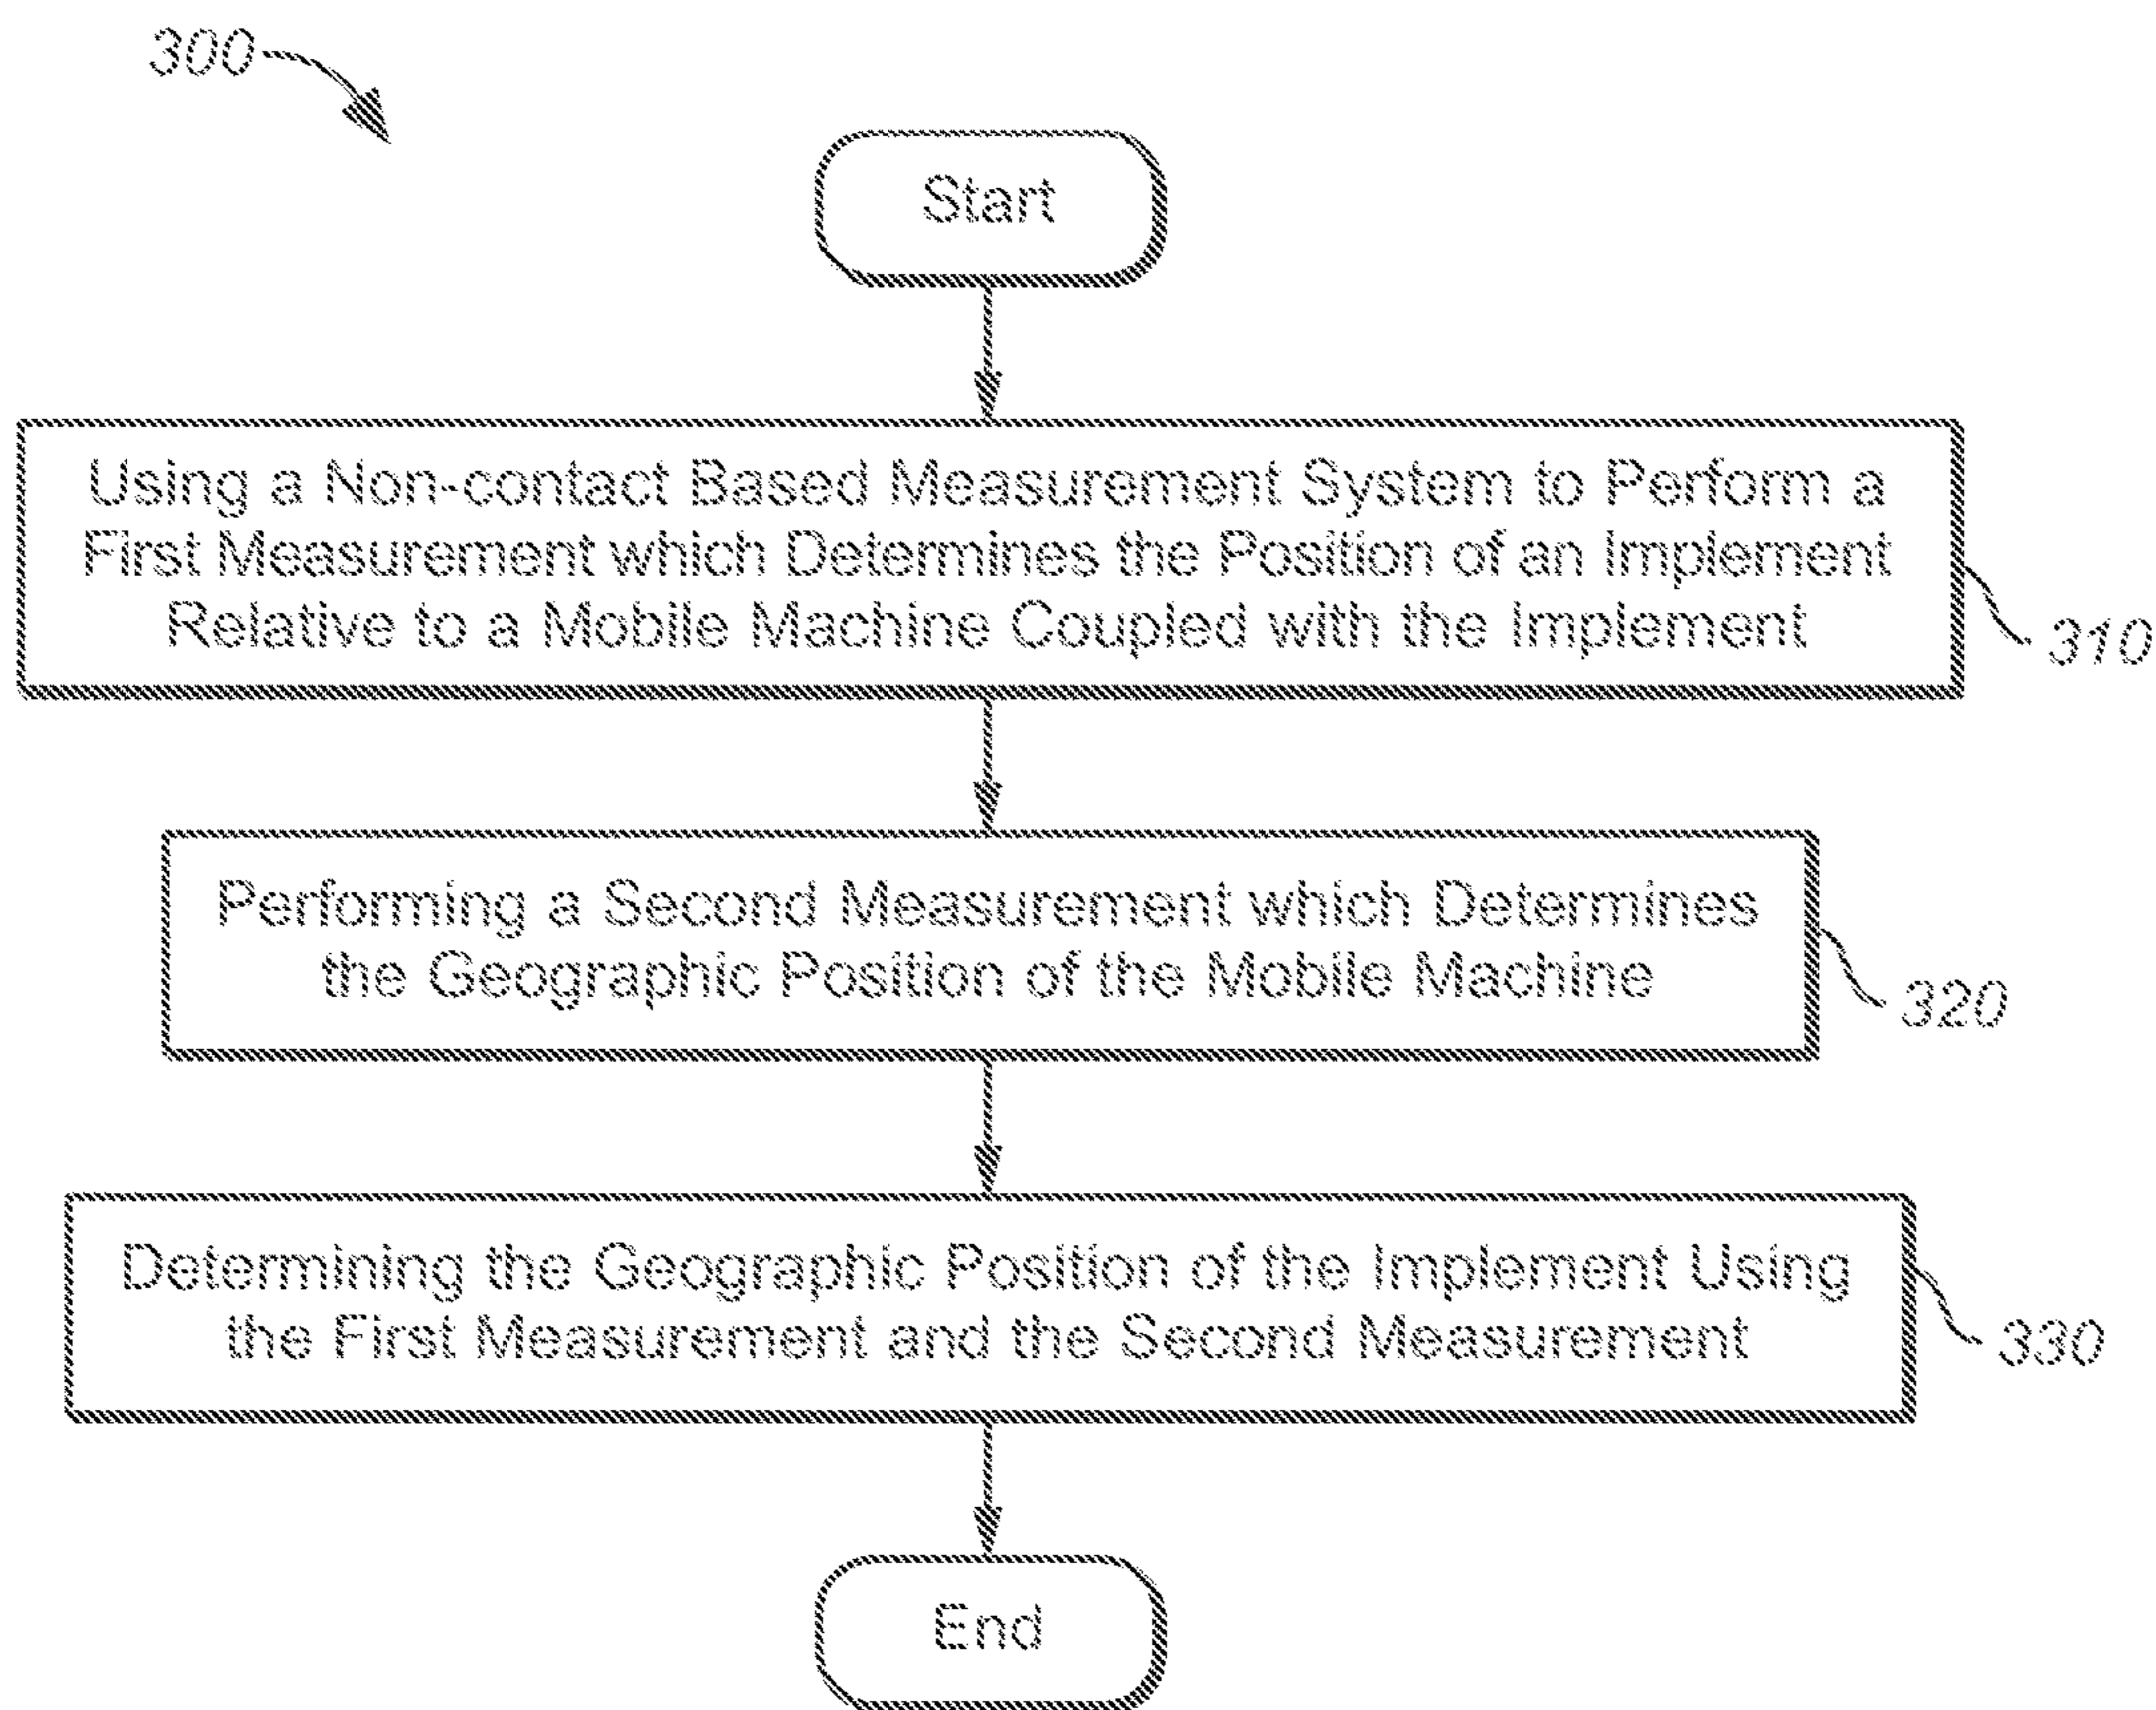 300
Start
Using a Non-contact Based Measurement System to Perform a
First Measurement which Determines the Position of an Implement
Relative to a Mobile Machine Coupled with the Implement
310
Performing a Second Measurement which Determines
the Geographic Position of the Mobile Machine
320
Determining the Geographic Position of the Implement Using
the First Measurement and the Second Measurement
330
End